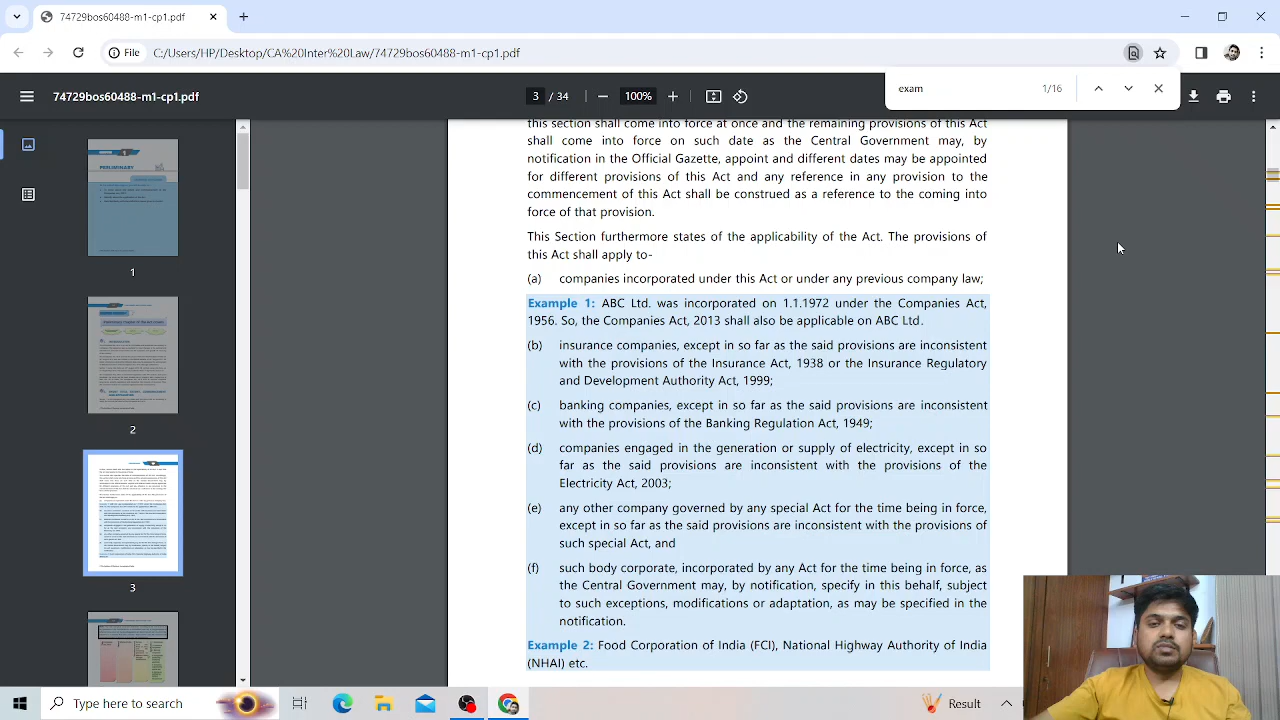 74729bos60488-m1-cp1.pdf
File C:/Users/HP/Desktop/CA%20Inter%20Law/74729bos60488-m1-cp1.pdf
exam 1/16
74729bos60488-m1-cp1.pdf 3 / 34 100%
this section shall come into force at once and the remaining provisions of this Act
shall come into force on such date as the Central Government may, by
notification in the Official Gazette, appoint and different dates may be appointed
for different provisions of this Act and any reference in any provision to the
commencement of this Act shall be construed as a reference to the coming into
force of that provision.
This Section furthermore states of the applicability of the Act. The provisions of
this Act shall apply to-
(a) companies incorporated under this Act or under any previous company law;
Example 1: ABC Ltd. was incorporated on 1.1.1972 under the Companies Act,
1956. So, the Companies Act, 2013 shall also be applicable on ABC Ltd.
(b) insurance companies, except in so far as the said provisions are inconsistent
with the provisions of the Insurance Act, 1938 or the Insurance Regulatory
and Development Authority Act, 1999;
(c) banking companies, except in so far as the said provisions are inconsistent
with the provisions of the Banking Regulation Act, 1949;
(d) companies engaged in the generation or supply of electricity, except in so
far as the said provisions are inconsistent with the provisions of the
Electricity Act, 2003;
(e) any other company governed by any special Act for the time being in force,
except in so far as the said provisions are inconsistent with the provisions of
such special Act; and
(f) such body corporate, incorporated by any Act for the time being in force, as
the Central Government may, by notification, specify in this behalf, subject
to such exceptions, modifications or adaptation, as may be specified in the
notification.
Example 2: Food Corporation of India (FCI), National Highway Authority of India
(NHAI) etc.
PRELIMINARY
1
2
3
Type here to search
Result